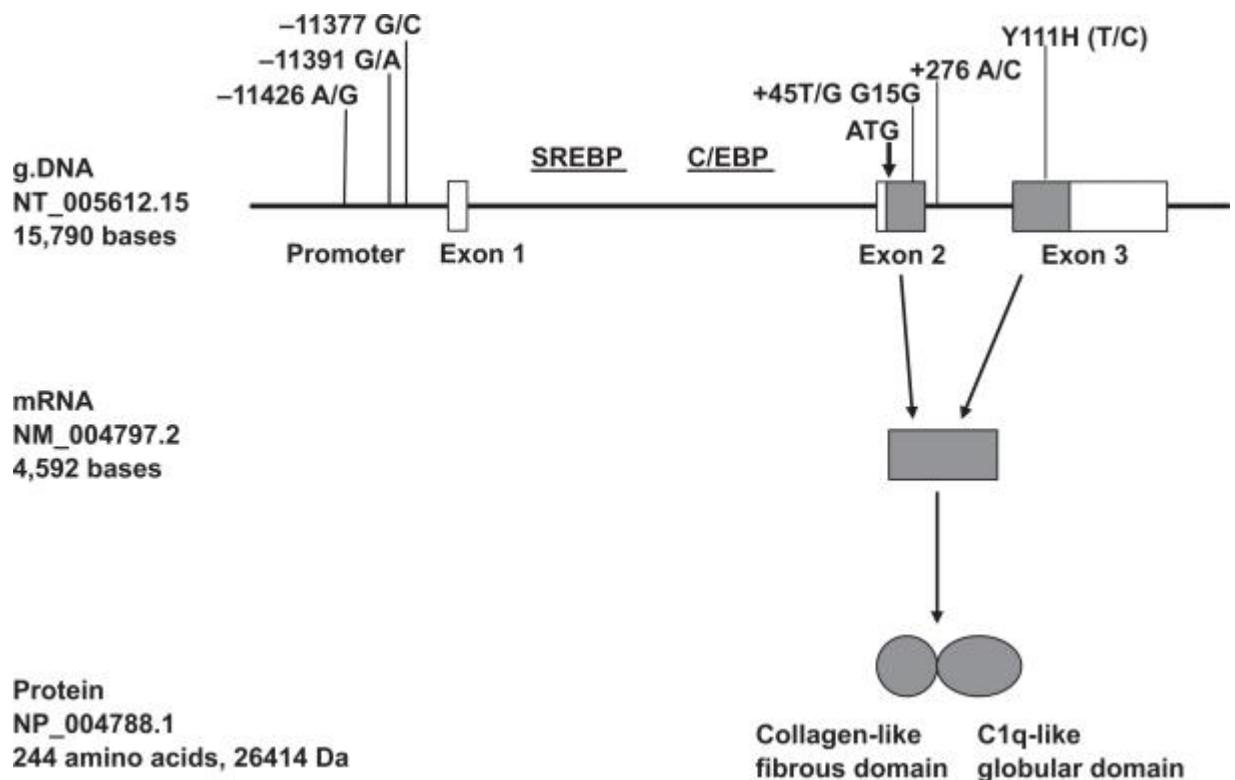 –11377 G/C
–11391 G/A
–11426 A/G
Y111H (T/C)
+276 A/C
+45T/G G15G
ATG
SREBP
C/EBP
g.DNA
NT_005612.15
15,790 bases
Promoter
Exon 1
Exon 2
Exon 3
mRNA
NM_004797.2
4,592 bases
Protein
NP_004788.1
244 amino acids, 26414 Da
Collagen-like
fibrous domain
C1q-like
globular domain